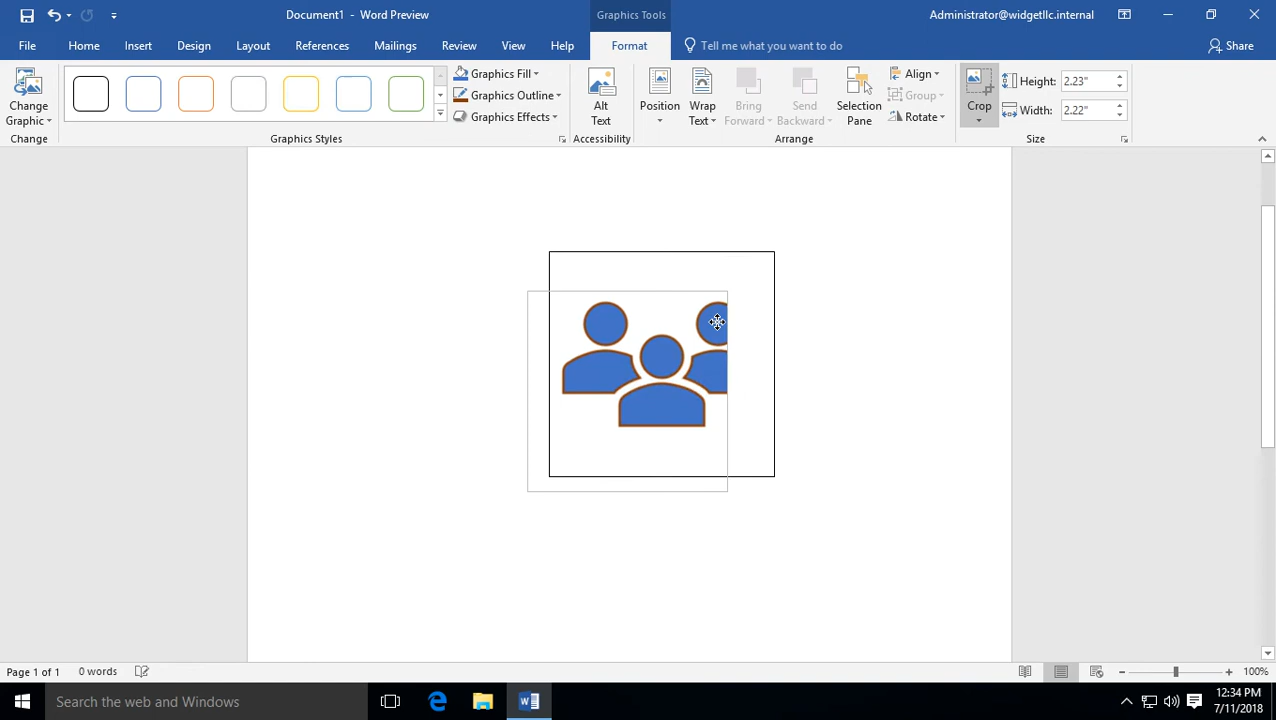 Document1 - Word Preview
Graphics Tools
Administrator@widgetllc.internal
File Home Insert Design Layout References Mailings Review View Help Format Tell me what you want to do Share
Change Graphic
Graphics Fill
Graphics Outline
Graphics Effects
Alt Text
Position
Wrap Text
Bring Forward
Send Backward
Selection Pane
Align
Group
Rotate
Crop
Height: 2.23"
Width: 2.22"
Change Graphics Styles Accessibility Arrange Size
Page 1 of 1 0 words 100%
Search the web and Windows
12:34 PM
7/11/2018